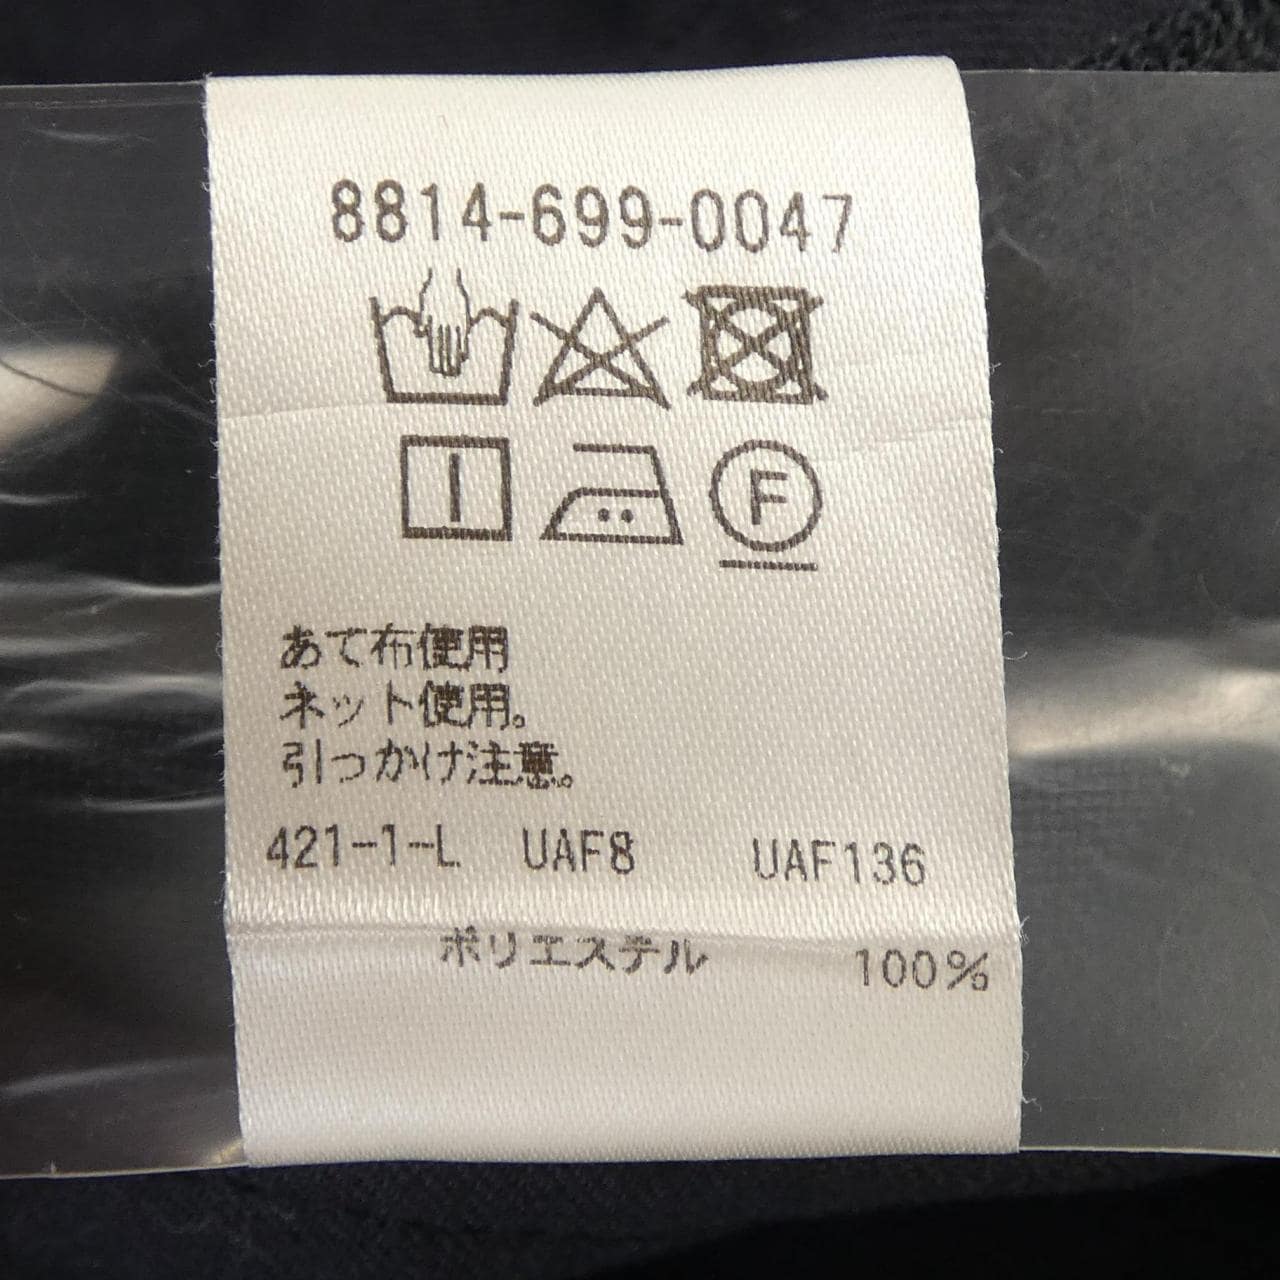 8814-699-0047
F
あて布使用
ネット使用。
引っかけ注意。
421-1-L UAF8 UAF136
ポリエステル 100%